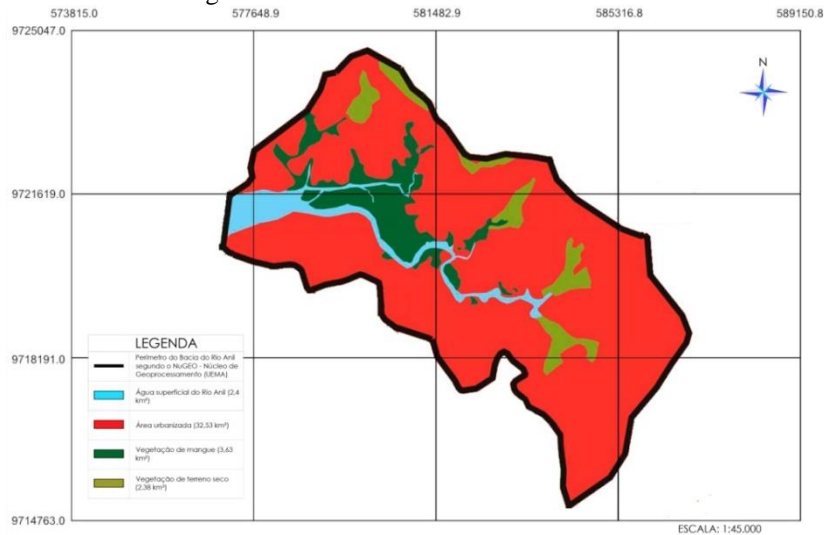 573815.0 577648.9 581482.9 585316.8 589150.8
9725047.0
N
9721619.0
9718191.0
LEGENDA
Perímetro do Bacia do Rio Anil
segundo o NuGEO - Núcleo de
Geoprocessamento (UEMA)
Água superficial do Rio Anil (2,4
km²)
Área urbanizada (32,53 km²)
Vegetação de mangue (3,63
km²)
Vegetação de terreno seco
(2,38 km²)
9714763.0
ESCALA: 1:45.000